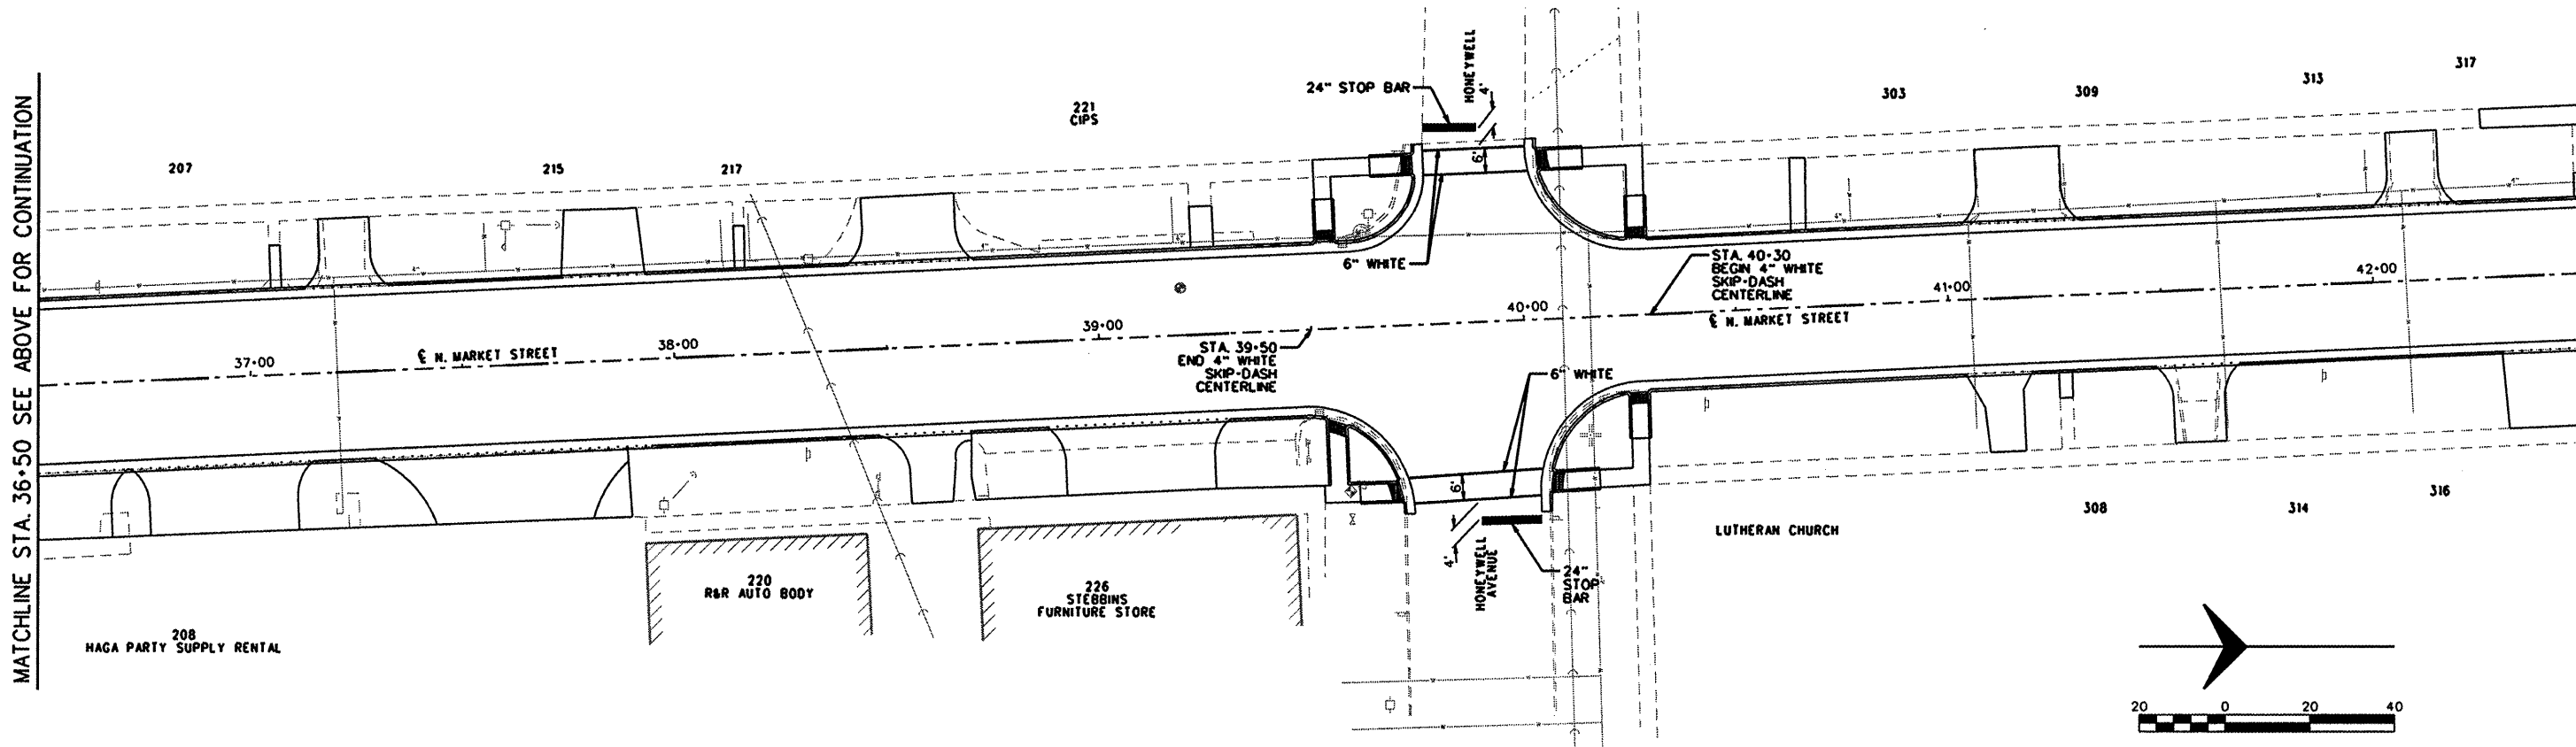 MATCHLINE STA. 36+50 SEE ABOVE FOR CONTINUATION
207
215
217
221
CIPS
24" STOP BAR
HONEYWELL
4'
6'
6" WHITE
303
309
313
317
STA. 40+30
BEGIN 4" WHITE
SKIP-DASH
CENTERLINE
37+00
℄ N. MARKET STREET
38+00
39+00
40+00
41+00
42+00
℄ N. MARKET STREET
STA. 39+50
END 4" WHITE
SKIP-DASH
CENTERLINE
6" WHITE
6'
4'
HONEYWELL
AVENUE
24"
STOP
BAR
208
HAGA PARTY SUPPLY RENTAL
220
R&R AUTO BODY
226
STEBBINS
FURNITURE STORE
LUTHERAN CHURCH
308
314
316
20 0 20 40